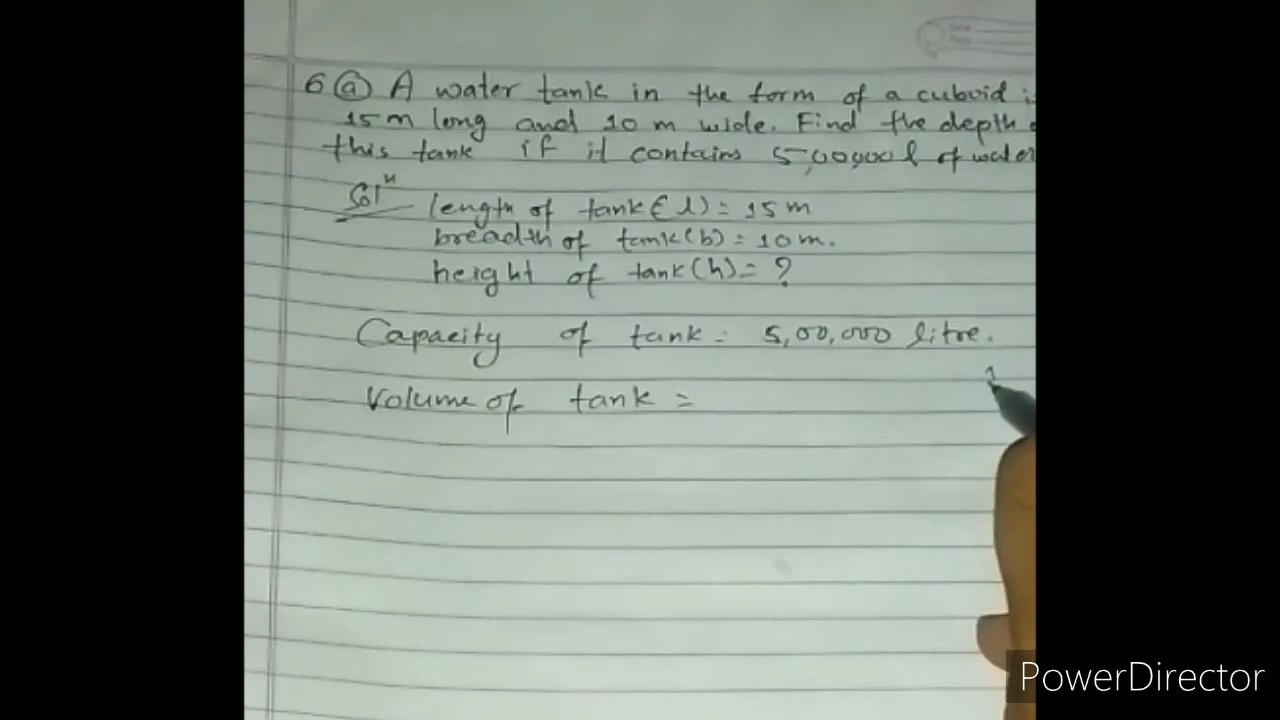 6 (a) A water tank in the form of a cuboid is
15 m long and 10 m wide. Find the depth
this tank if it contains 5,00,000 l of water
Solⁿ length of tank (l) = 15 m
breadth of tank (b) = 10 m.
height of tank (h) = ?
Capacity of tank = 5,00,000 litre.
Volume of tank =
PowerDirector